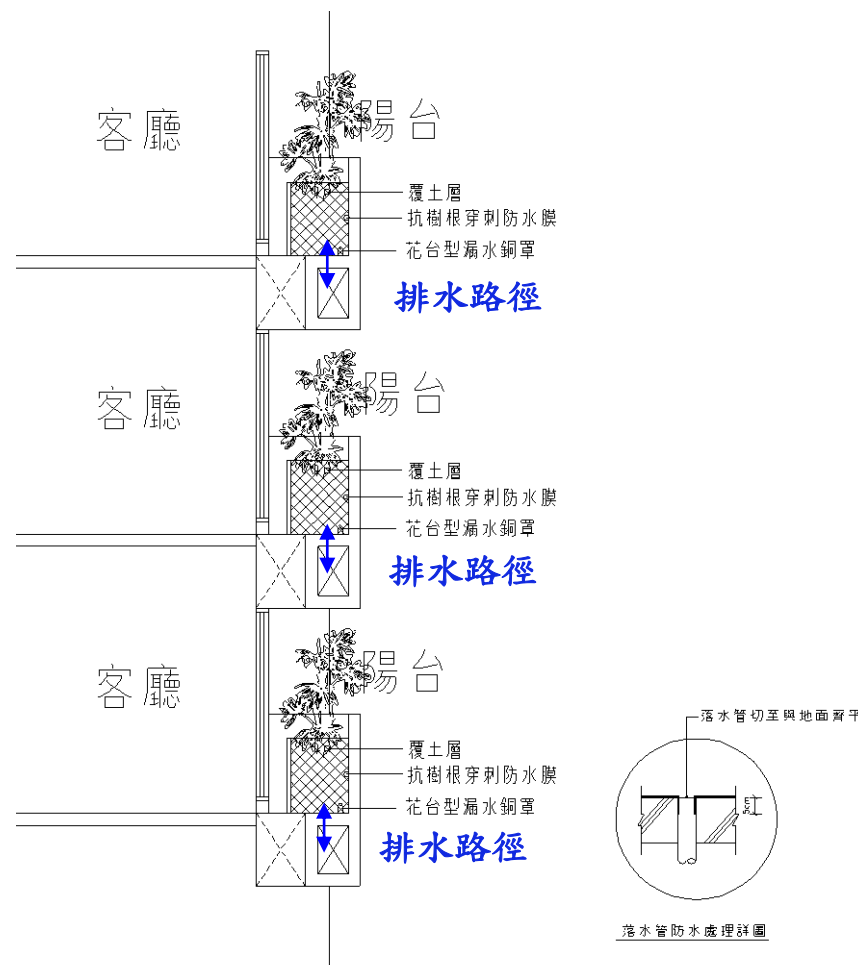 客廳
陽台
覆土層
抗樹根穿刺防水膜
花台型漏水銅罩
排水路徑
客廳
陽台
覆土層
抗樹根穿刺防水膜
花台型漏水銅罩
排水路徑
客廳
陽台
覆土層
抗樹根穿刺防水膜
花台型漏水銅罩
排水路徑
落水管切至與地面齊平
5cm
落水管防水處理詳圖